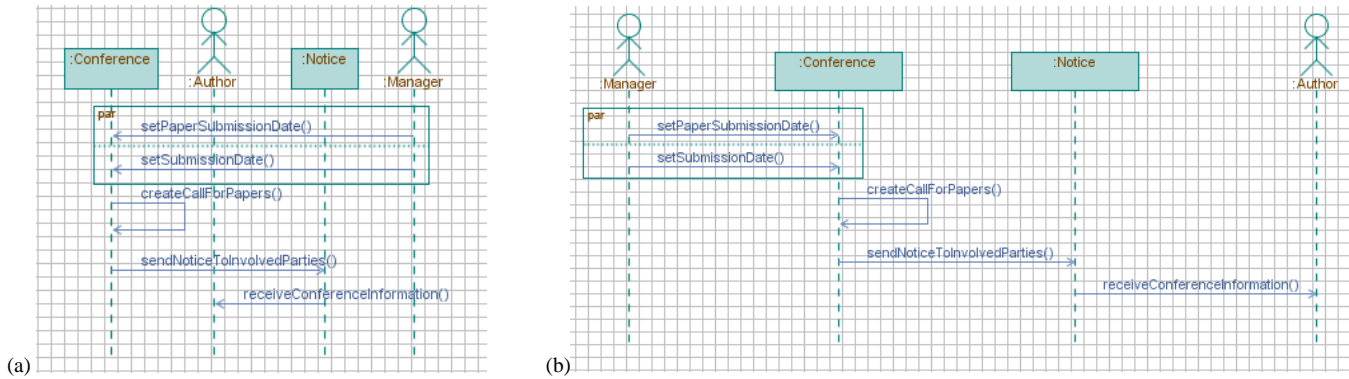 :Conference
:Author
:Notice
:Manager
par
setPaperSubmissionDate()
setSubmissionDate()
createCallForPapers()
sendNoticeToInvolvedParties()
receiveConferenceInformation()
(a)
:Manager
:Conference
:Notice
:Author
par
setPaperSubmissionDate()
setSubmissionDate()
createCallForPapers()
sendNoticeToInvolvedParties()
receiveConferenceInformation()
(b)